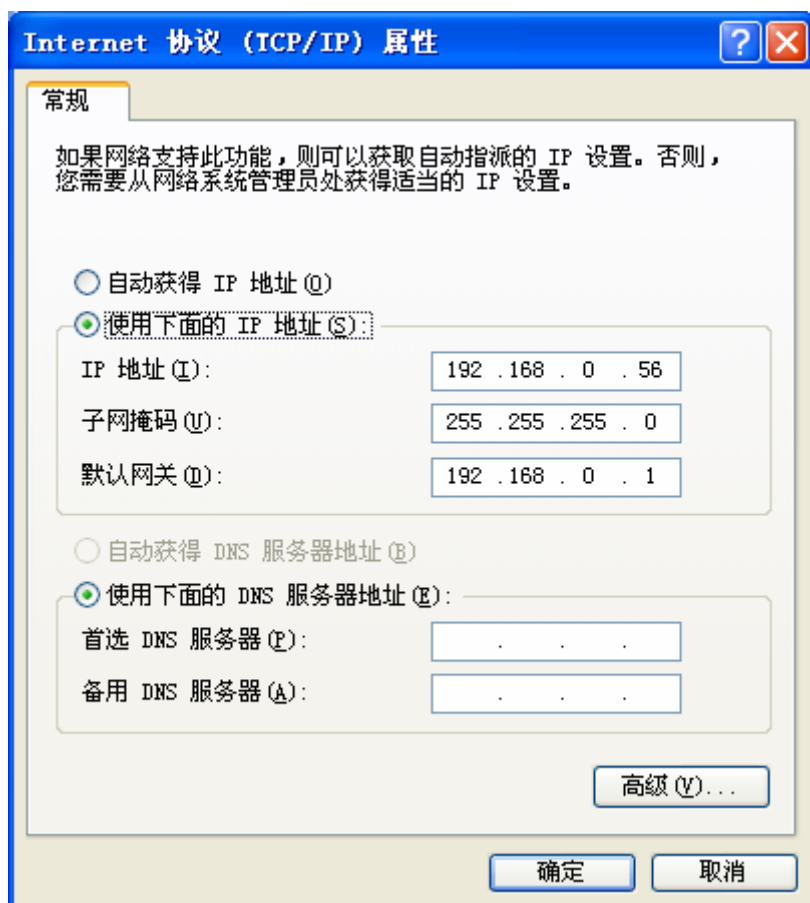 Internet 协议 (TCP/IP) 属性
常规
如果网络支持此功能,则可以获取自动指派的 IP 设置。否则,
您需要从网络系统管理员处获得适当的 IP 设置。
自动获得 IP 地址(O)
使用下面的 IP 地址(S):
IP 地址(I): 192 .168 . 0 . 56
子网掩码(U): 255 .255 .255 . 0
默认网关(D): 192 .168 . 0 . 1
自动获得 DNS 服务器地址(B)
使用下面的 DNS 服务器地址(E):
首选 DNS 服务器(P): . . .
备用 DNS 服务器(A): . . .
高级(V)...
确定 取消